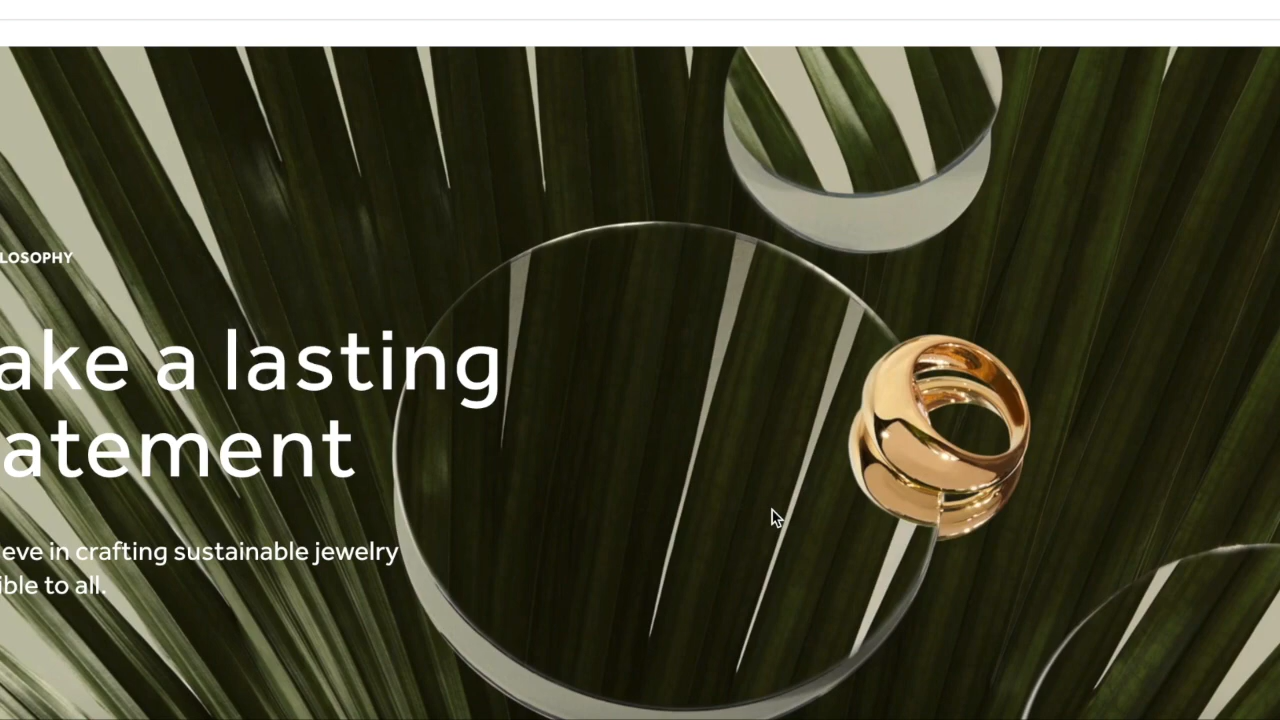 LOSOPHY
ake a lasting
atement
eve in crafting sustainable jewelry
ible to all.